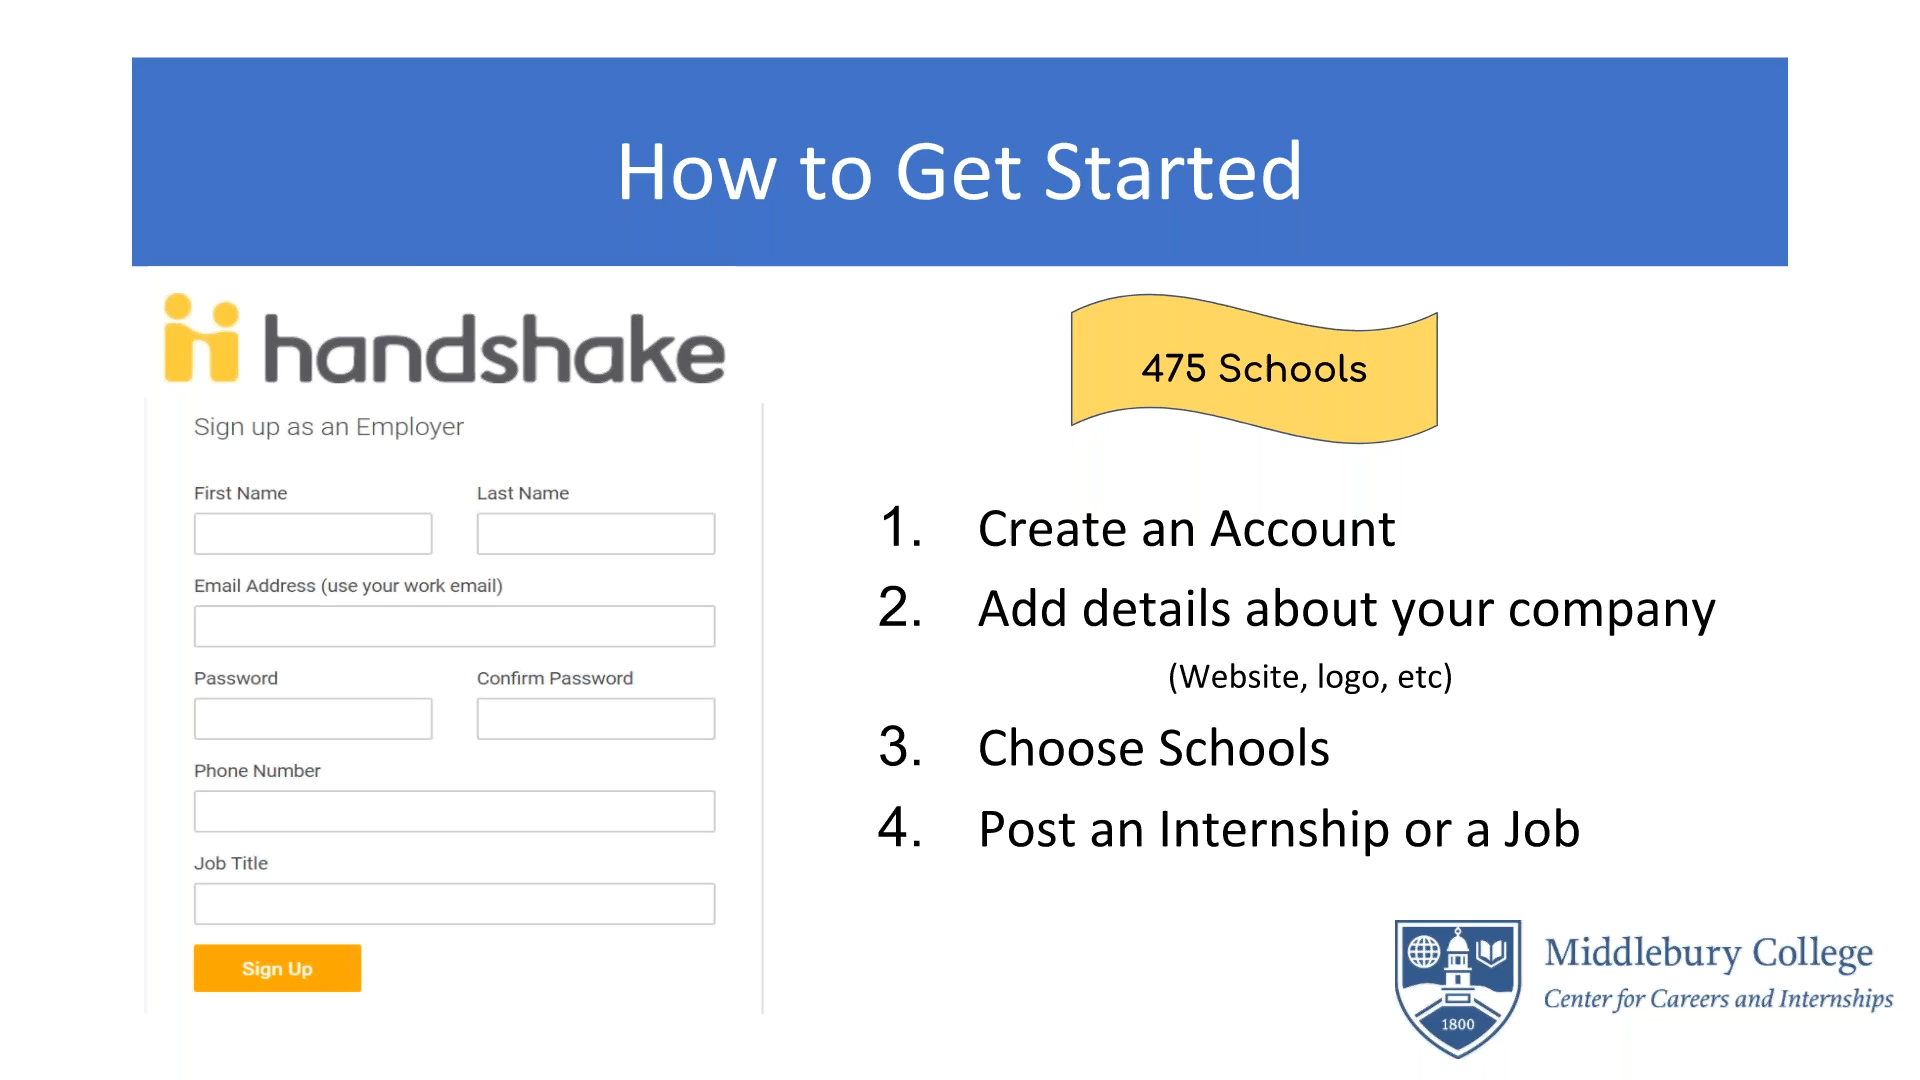 How to Get Started
handshake
Sign up as an Employer
First Name Last Name
Email Address (use your work email)
Password Confirm Password
Phone Number
Job Title
Sign Up
475 Schools
1. Create an Account
2. Add details about your company
(Website, logo, etc)
3. Choose Schools
4. Post an Internship or a Job
1800
Middlebury College
Center for Careers and Internships